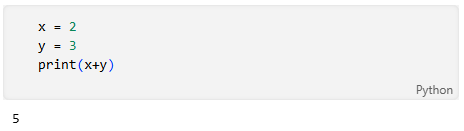 x = 2
y = 3
print(x+y)
Python
5